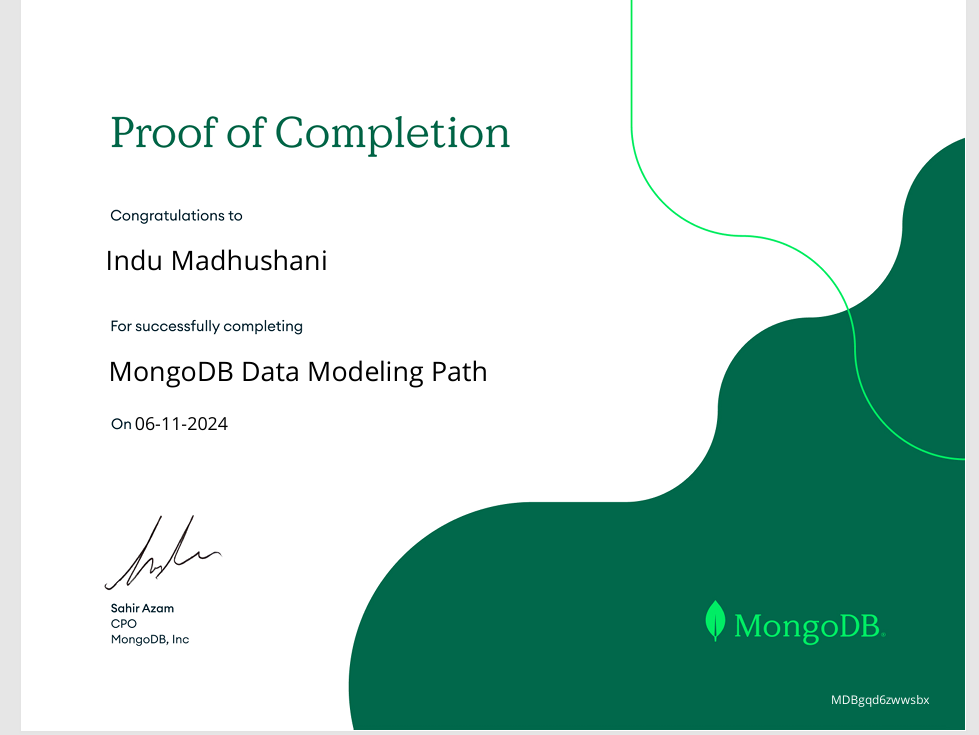 Proof of Completion
Congratulations to
Indu Madhushani
For successfully completing
MongoDB Data Modeling Path
On 06-11-2024
Sahir Azam
CPO
MongoDB, Inc
MongoDB®
MDBgqd6zwwsbx